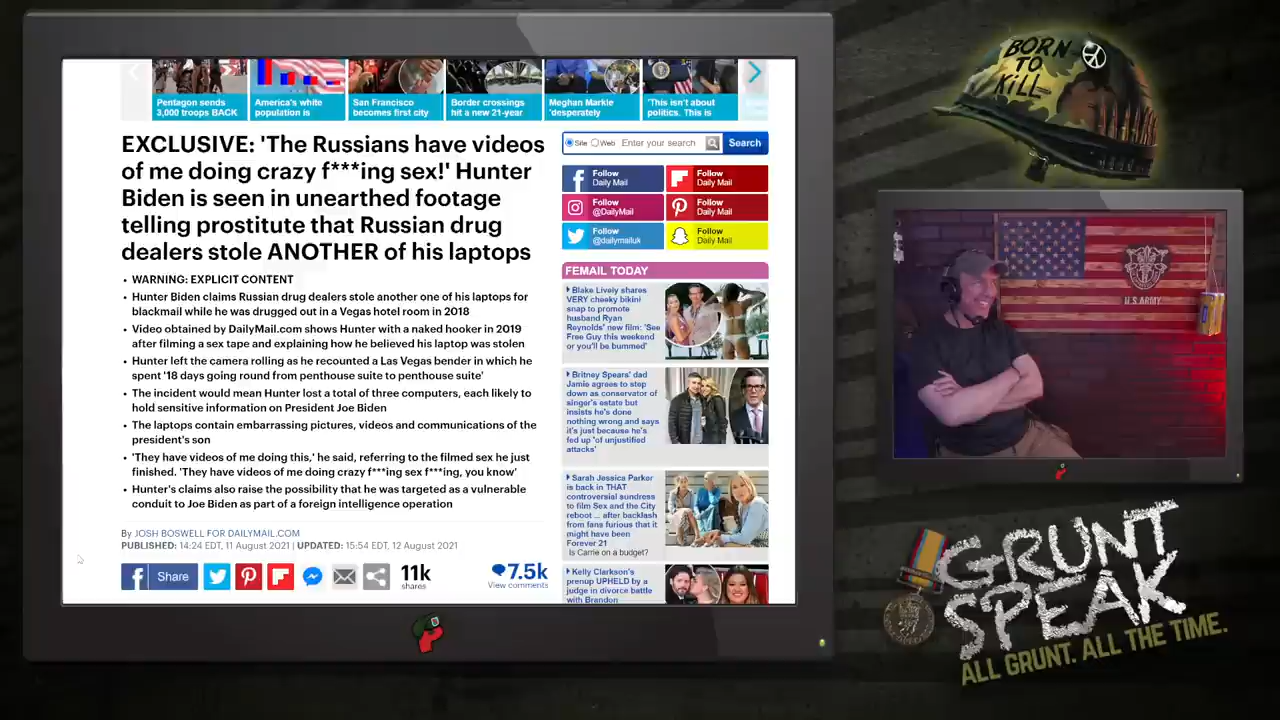 BORN
TO
KiLL
Pentagon sends
3,000 troops BACK
America's white
population is
San Francisco
becomes first city
Border crossings
hit a new 21-year
Meghan Markle
'desperately
'This isn't about
politics. This is
EXCLUSIVE: 'The Russians have videos
of me doing crazy f***ing sex!' Hunter
Biden is seen in unearthed footage
telling prostitute that Russian drug
dealers stole ANOTHER of his laptops
• WARNING: EXPLICIT CONTENT
• Hunter Biden claims Russian drug dealers stole another one of his laptops for
blackmail while he was drugged out in a Vegas hotel room in 2018
• Video obtained by DailyMail.com shows Hunter with a naked hooker in 2019
after filming a sex tape and explaining how he believed his laptop was stolen
• Hunter left the camera rolling as he recounted a Las Vegas bender in which he
spent '18 days going round from penthouse suite to penthouse suite'
• The incident would mean Hunter lost a total of three computers, each likely to
hold sensitive information on President Joe Biden
• The laptops contain embarrassing pictures, videos and communications of the
president's son
• 'They have videos of me doing this,' he said, referring to the filmed sex he just
finished. 'They have videos of me doing crazy f***ing sex f***ing, you know'
• Hunter's claims also raise the possibility that he was targeted as a vulnerable
conduit to Joe Biden as part of a foreign intelligence operation
By JOSH BOSWELL FOR DAILYMAIL.COM
PUBLISHED: 14:24 EDT, 11 August 2021 | UPDATED: 15:54 EDT, 12 August 2021
Share
11k
shares
7.5k
View comments
Site Web Enter your search Search
Follow
Daily Mail
Follow
Daily Mail
Follow
@DailyMail
Follow
Daily Mail
Follow
@dailymailuk
Follow
Daily Mail
FEMAIL TODAY
Blake Lively shares
VERY cheeky bikini
snap to promote
husband Ryan
Reynolds' new film: 'See
Free Guy this weekend
or you'll be bummed'
Britney Spears' dad
Jamie agrees to step
down as conservator of
singer's estate but
insists he's done
nothing wrong and says
it's just because he's
fed up 'of unjustified
attacks'
Sarah Jessica Parker
is back in THAT
controversial sundress
to film Sex and the City
reboot ... after backlash
from fans furious that it
might have been
Forever 21
Is Carrie on a budget?
Kelly Clarkson's
prenup UPHELD by a
judge in divorce battle
with Brandon
U.S. ARMY
GRUNT
SPEAK
ALL GRUNT. ALL THE TIME.